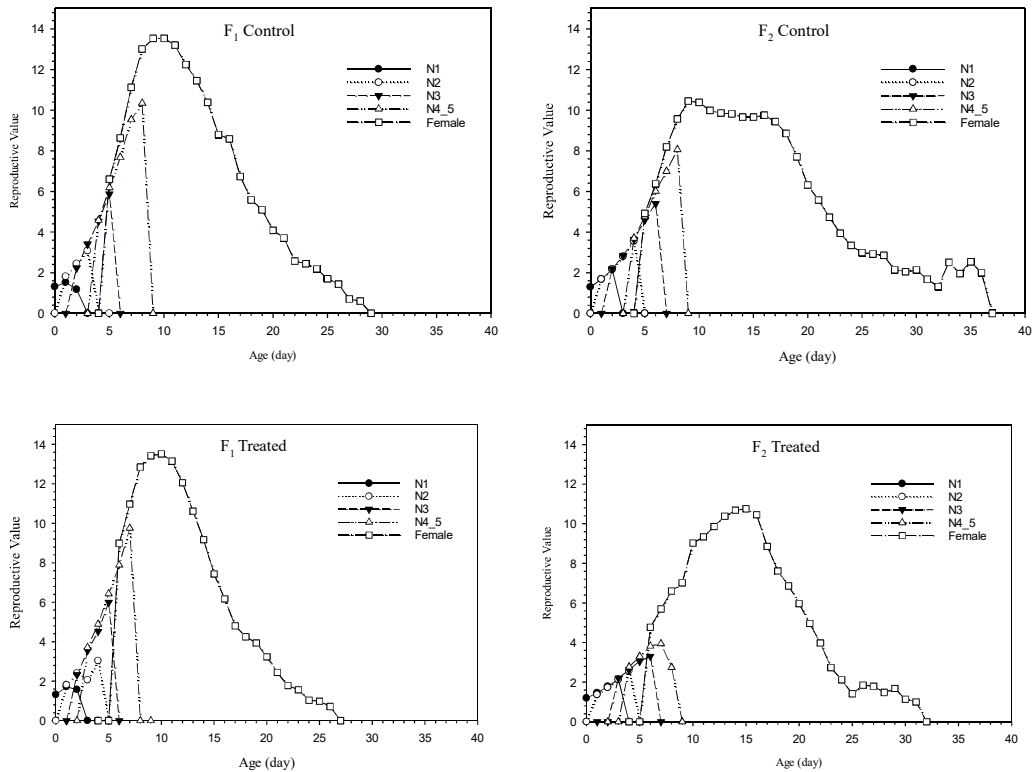 F1 Control
14
12
10
8
6
4
2
0
Reproductive Value
N1
N2
N3
N4_5
Female
0 5 10 15 20 25 30 35 40
Age (day)
F2 Control
14
12
10
8
6
4
2
0
Reproductive Value
N1
N2
N3
N4_5
Female
0 5 10 15 20 25 30 35 40
Age (day)
F1 Treated
14
12
10
8
6
4
2
0
Reproductive Value
N1
N2
N3
N4_5
Female
0 5 10 15 20 25 30 35 40
Age (day)
F2 Treated
14
12
10
8
6
4
2
0
Reproductive Value
N1
N2
N3
N4_5
Female
0 5 10 15 20 25 30 35 40
Age (day)